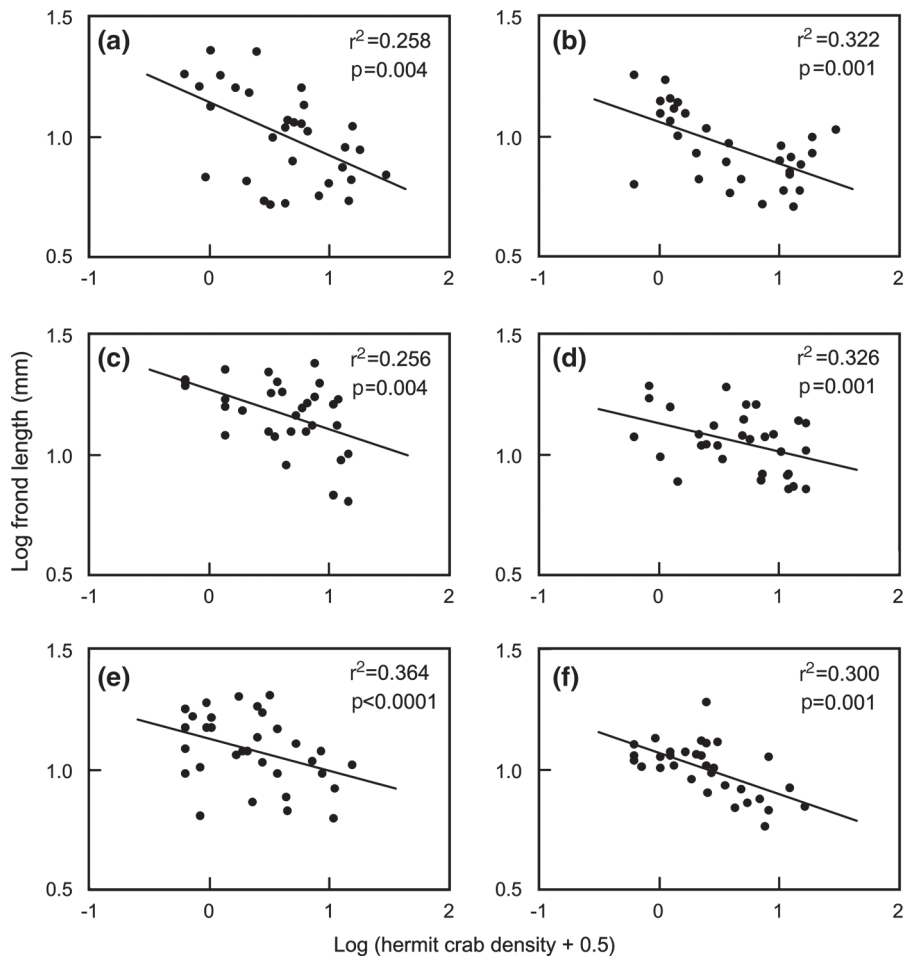 (a)
r²=0.258
p=0.004
1.5
1.0
0.5
-1
0
1
2
(b)
r²=0.322
p=0.001
1.5
1.0
0.5
-1
0
1
2
(c)
r²=0.256
p=0.004
1.5
1.0
0.5
-1
0
1
2
(d)
r²=0.326
p=0.001
1.5
1.0
0.5
-1
0
1
2
(e)
r²=0.364
p<0.0001
1.5
1.0
0.5
-1
0
1
2
(f)
r²=0.300
p=0.001
1.5
1.0
0.5
-1
0
1
2
Log frond length (mm)
Log (hermit crab density + 0.5)